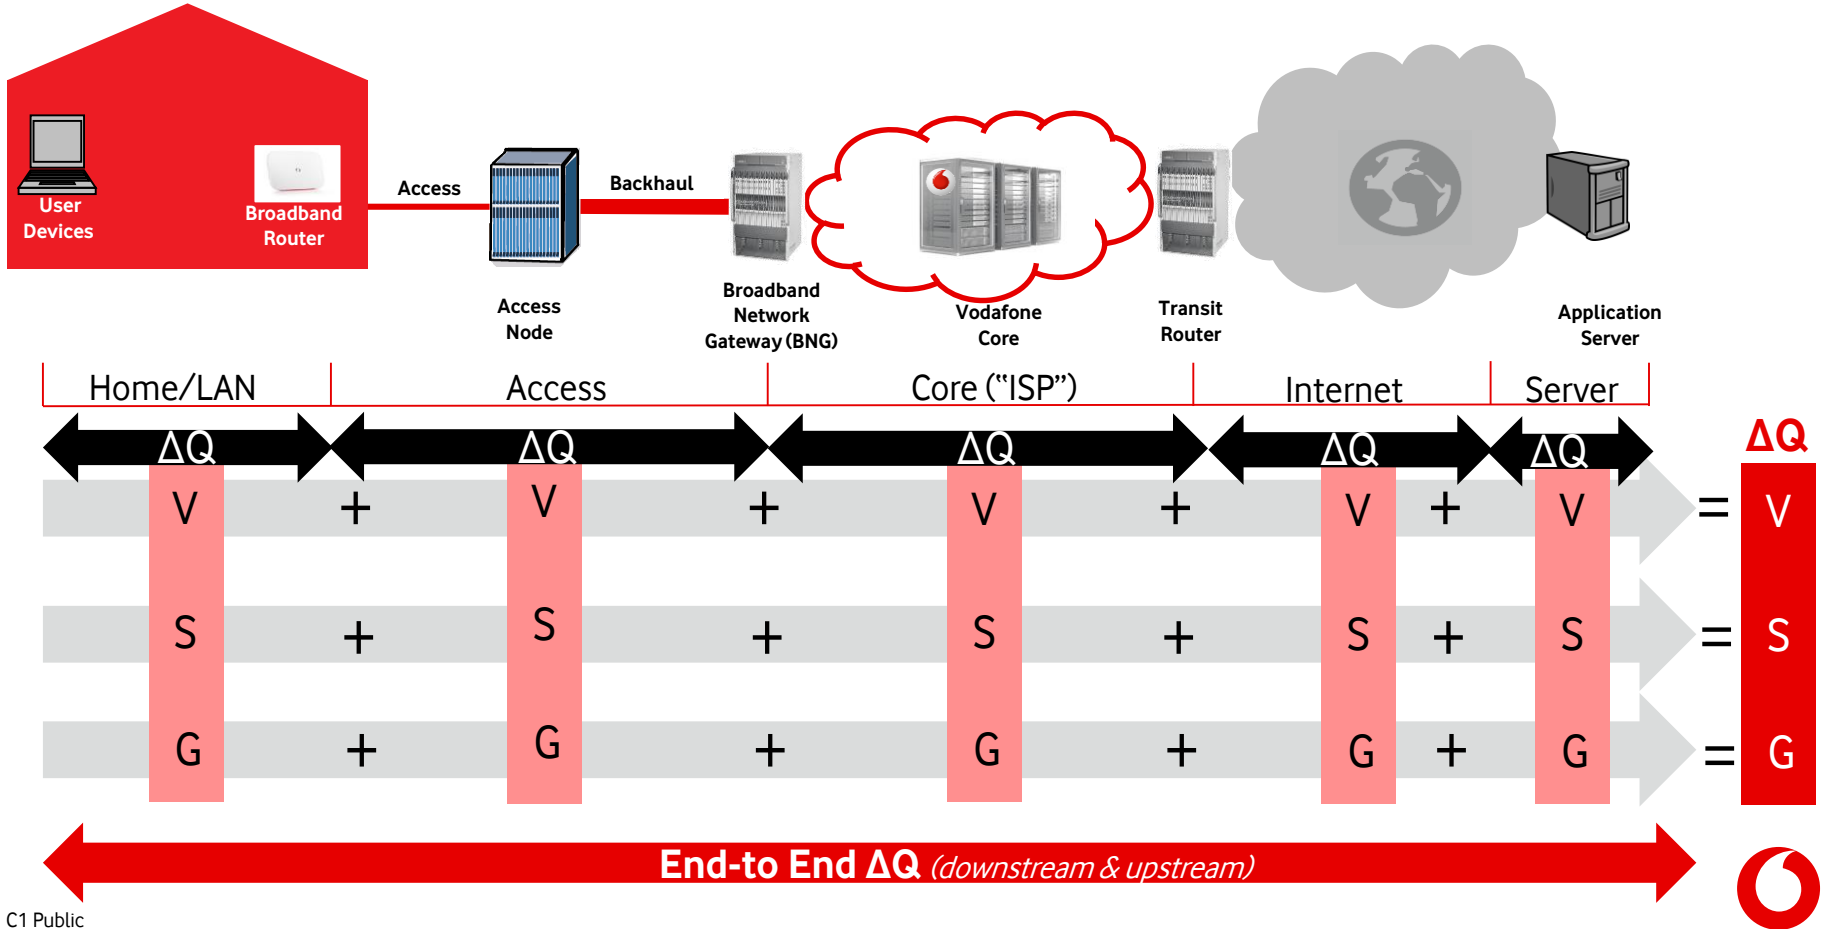 User
Devices
Broadband
Router
Access
Backhaul
Access
Node
Broadband
Network
Gateway (BNG)
Vodafone
Core
Transit
Router
Application
Server
Home/LAN
Access
Core (“ISP”)
Internet
Server
ΔQ ΔQ ΔQ ΔQ ΔQ ΔQ
V + V + V + V + V = V
S + S + S + S + S = S
G + G + G + G + G = G
End-to End ΔQ (downstream & upstream)
C1 Public